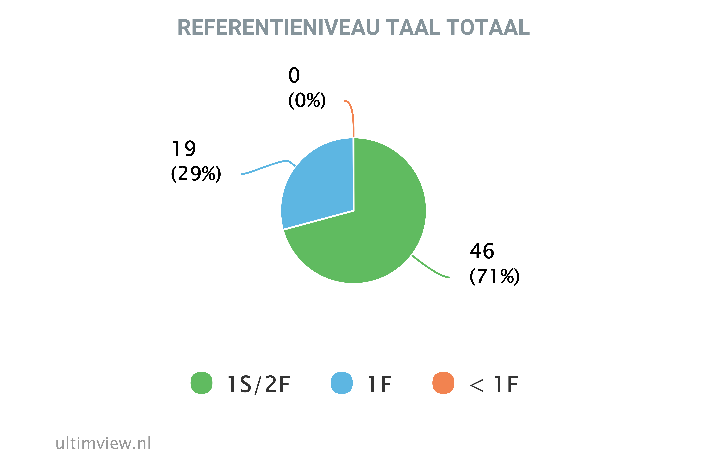 REFERENTIENIVEAU TAAL TOTAAL
0
(0%)
19
(29%)
46
(71%)
1S/2F 1F < 1F
ultimview.nl